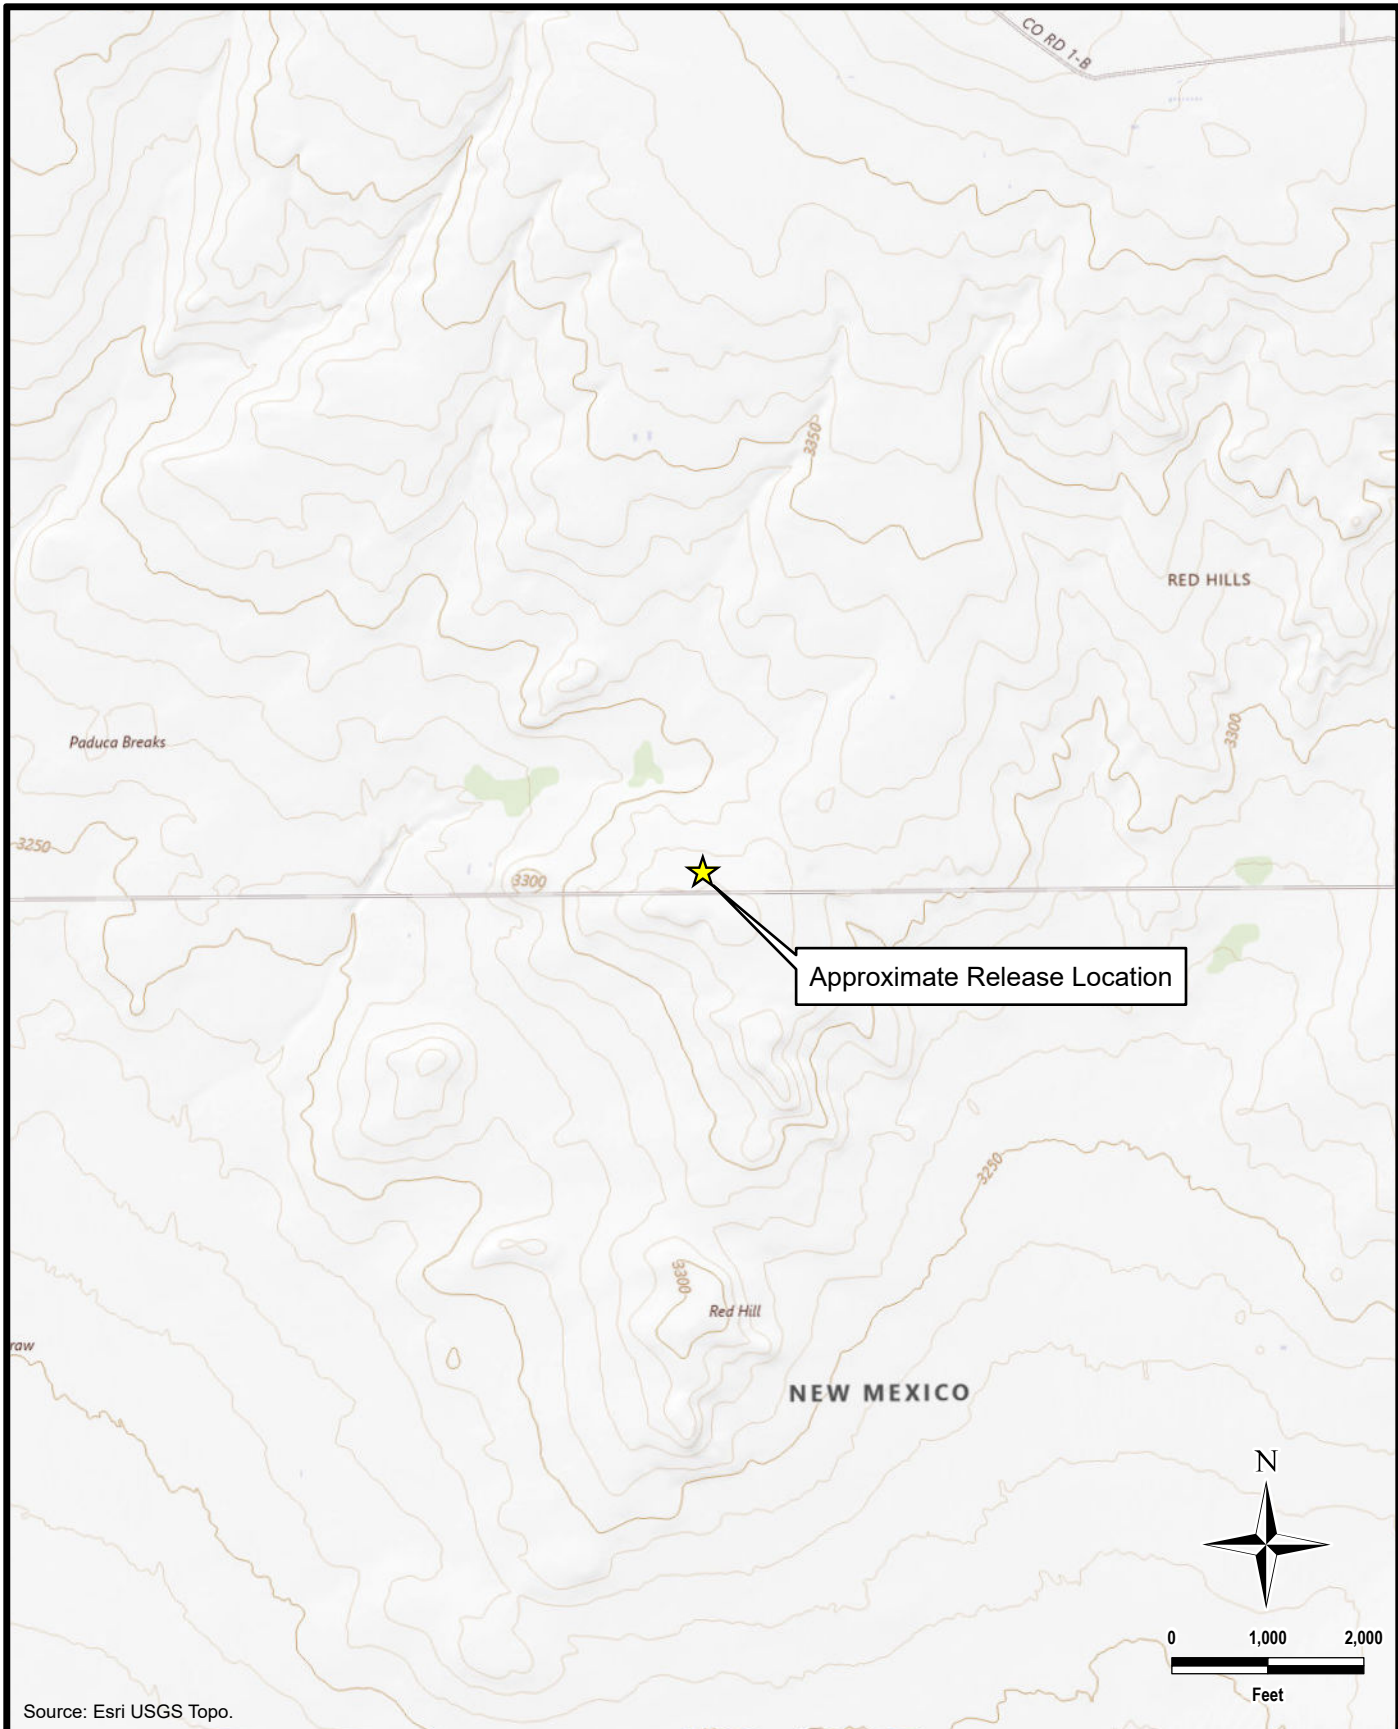 CO RD 1-B
3350
RED HILLS
3300
Paduca Breaks
3250
3300
Approximate Release Location
3250
3300
Red Hill
raw
NEW MEXICO
N
0 1,000 2,000
Feet
Source: Esri USGS Topo.